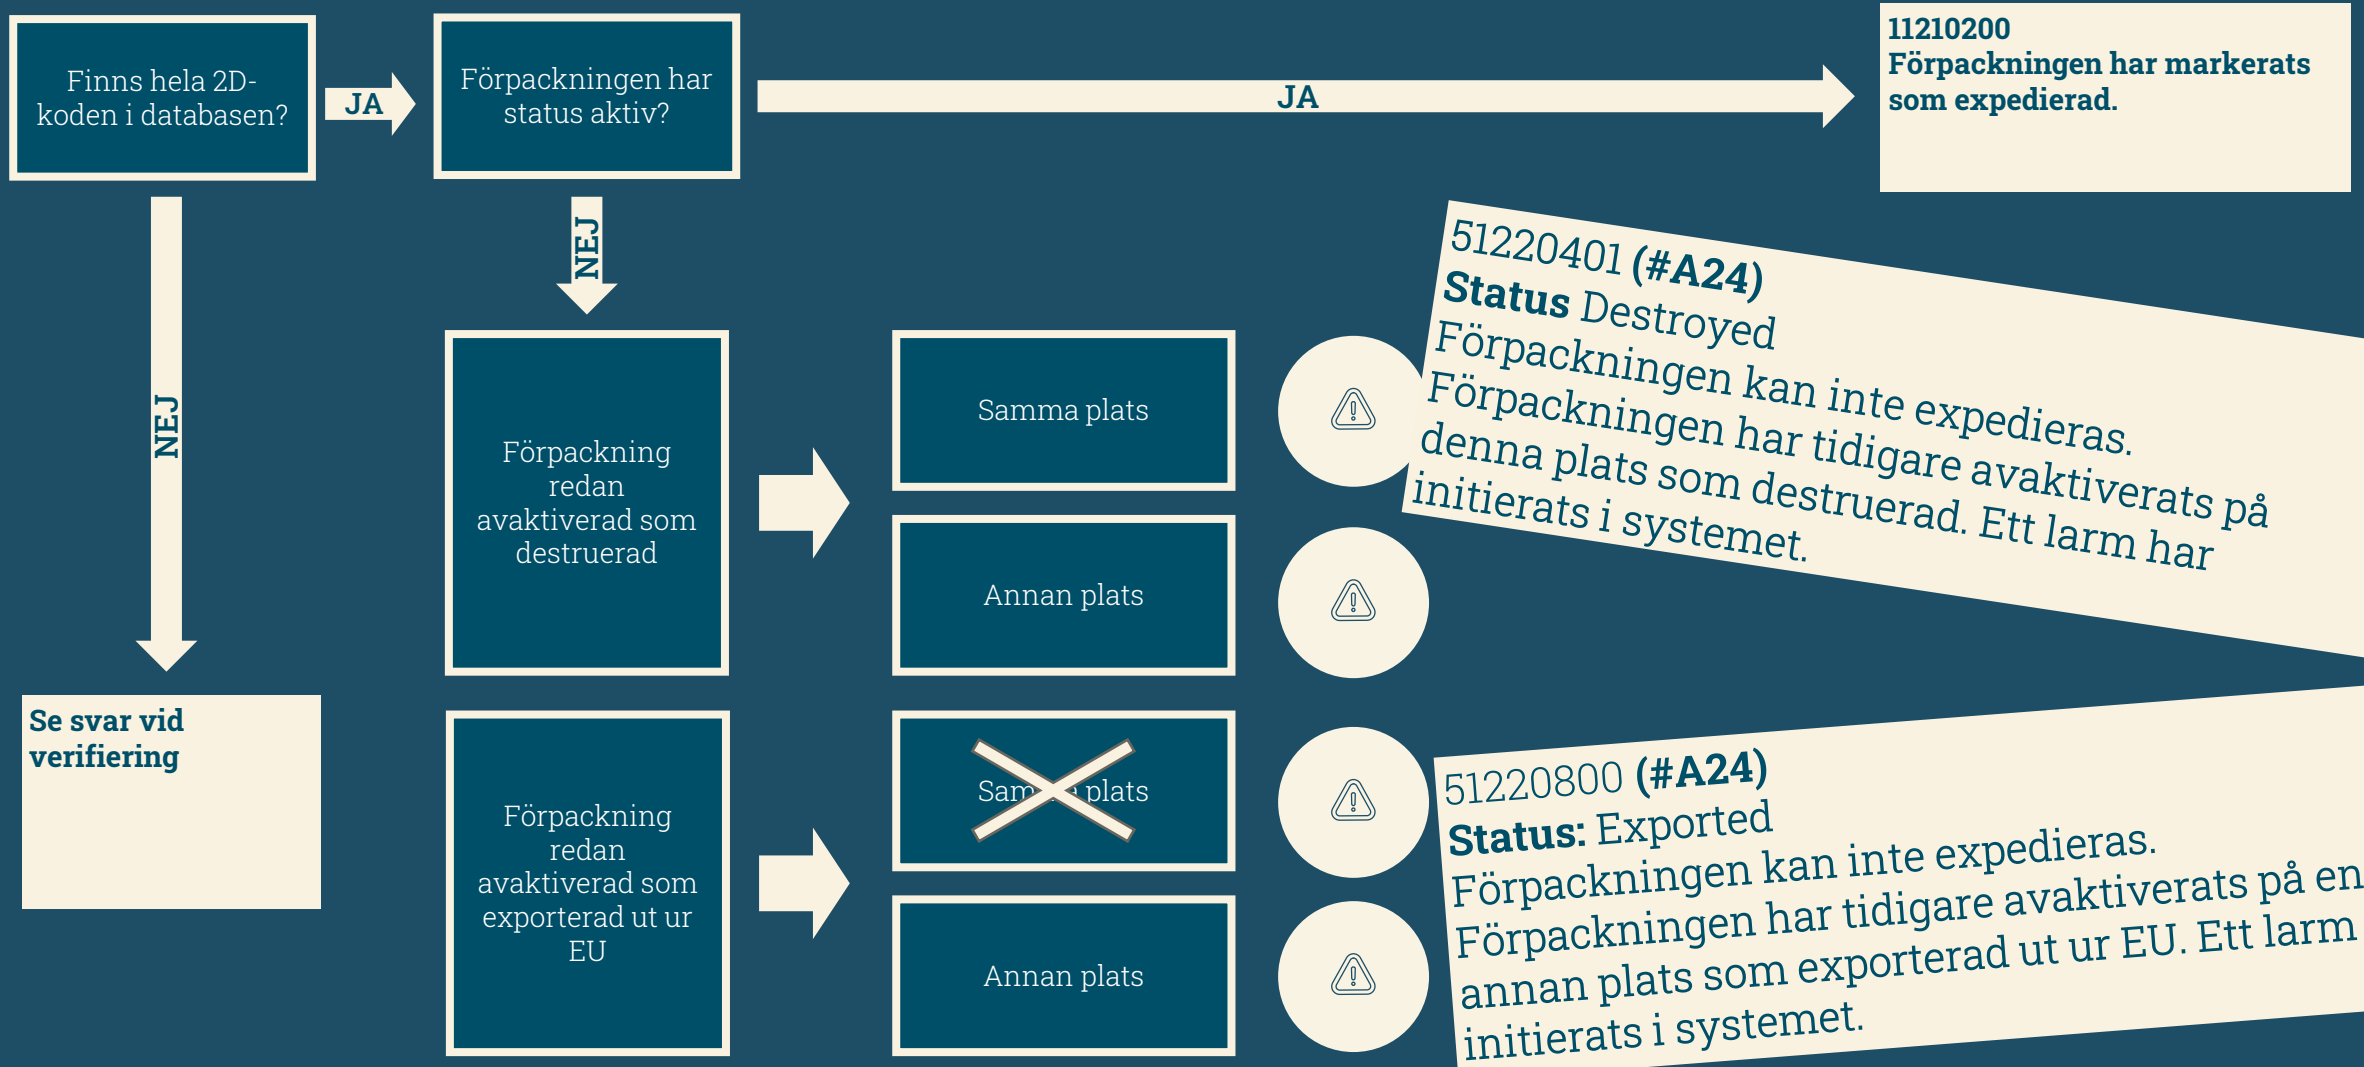 Finns hela 2D-
koden i databasen?
JA
Förpackningen har
status aktiv?
JA
11210200
Förpackningen har markerats
som expedierad.
NEJ
NEJ
Förpackning
redan
avaktiverad som
destruerad
Samma plats
Annan plats
51220401 (#A24)
Status Destroyed
Förpackningen kan inte expedieras.
Förpackningen har tidigare avaktiverats på
denna plats som destruerad. Ett larm har
initierats i systemet.
Se svar vid
verifiering
Förpackning
redan
avaktiverad som
exporterad ut ur
EU
Samma plats
Annan plats
51220800 (#A24)
Status: Exported
Förpackningen kan inte expedieras.
Förpackningen har tidigare avaktiverats på en
annan plats som exporterad ut ur EU. Ett larm
initierats i systemet.